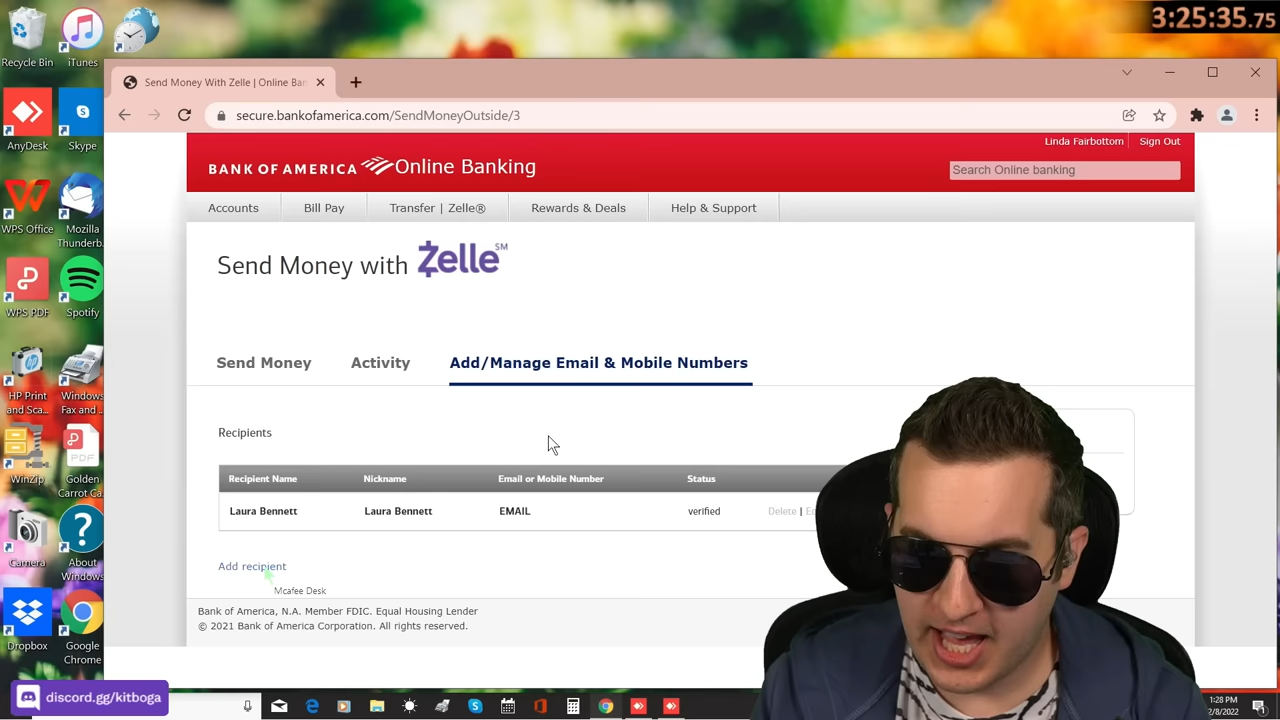 3:25:35.75
Recycle Bin
iTunes
Send Money With Zelle | Online Ban
secure.bankofamerica.com/SendMoneyOutside/3
AnyDesk
Skype
BANK OF AMERICA Online Banking
Linda Fairbottom
Sign Out
Search Online banking
Accounts
Bill Pay
Transfer | Zelle®
Rewards & Deals
Help & Support
WPS Office
Mozilla
Thunderb...
Send Money with Zelle SM
WPS PDF
Spotify
Send Money
Activity
Add/Manage Email & Mobile Numbers
HP Print
and Sca...
Windows
Fax and ...
Recipients
Recipient Name
Nickname
Email or Mobile Number
Status
Laura Bennett
Laura Bennett
EMAIL
verified
Delete |
WinZip
PDF
Golden
Carrot Ca...
Add recipient
Mcafee Desk
Camera
About
Windows
Bank of America, N.A. Member FDIC. Equal Housing Lender
© 2021 Bank of America Corporation. All rights reserved.
Dropbox
Google
Chrome
discord.gg/kitboga
1:28 PM
2/8/2022